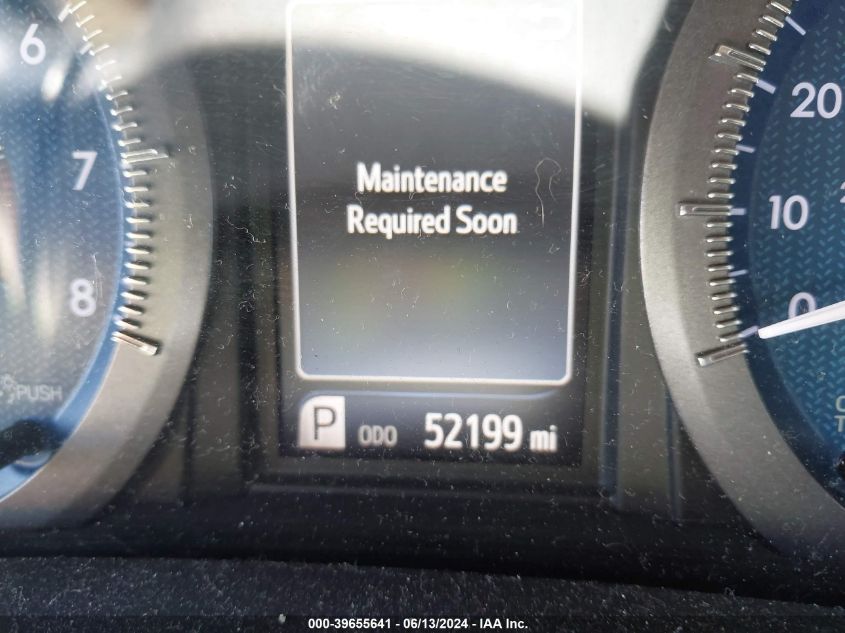 6
7
8
PUSH
Maintenance
Required Soon
P ODO 52199 mi
20
10
0
000-39655641 / 06/13/2024 - IAA Inc.